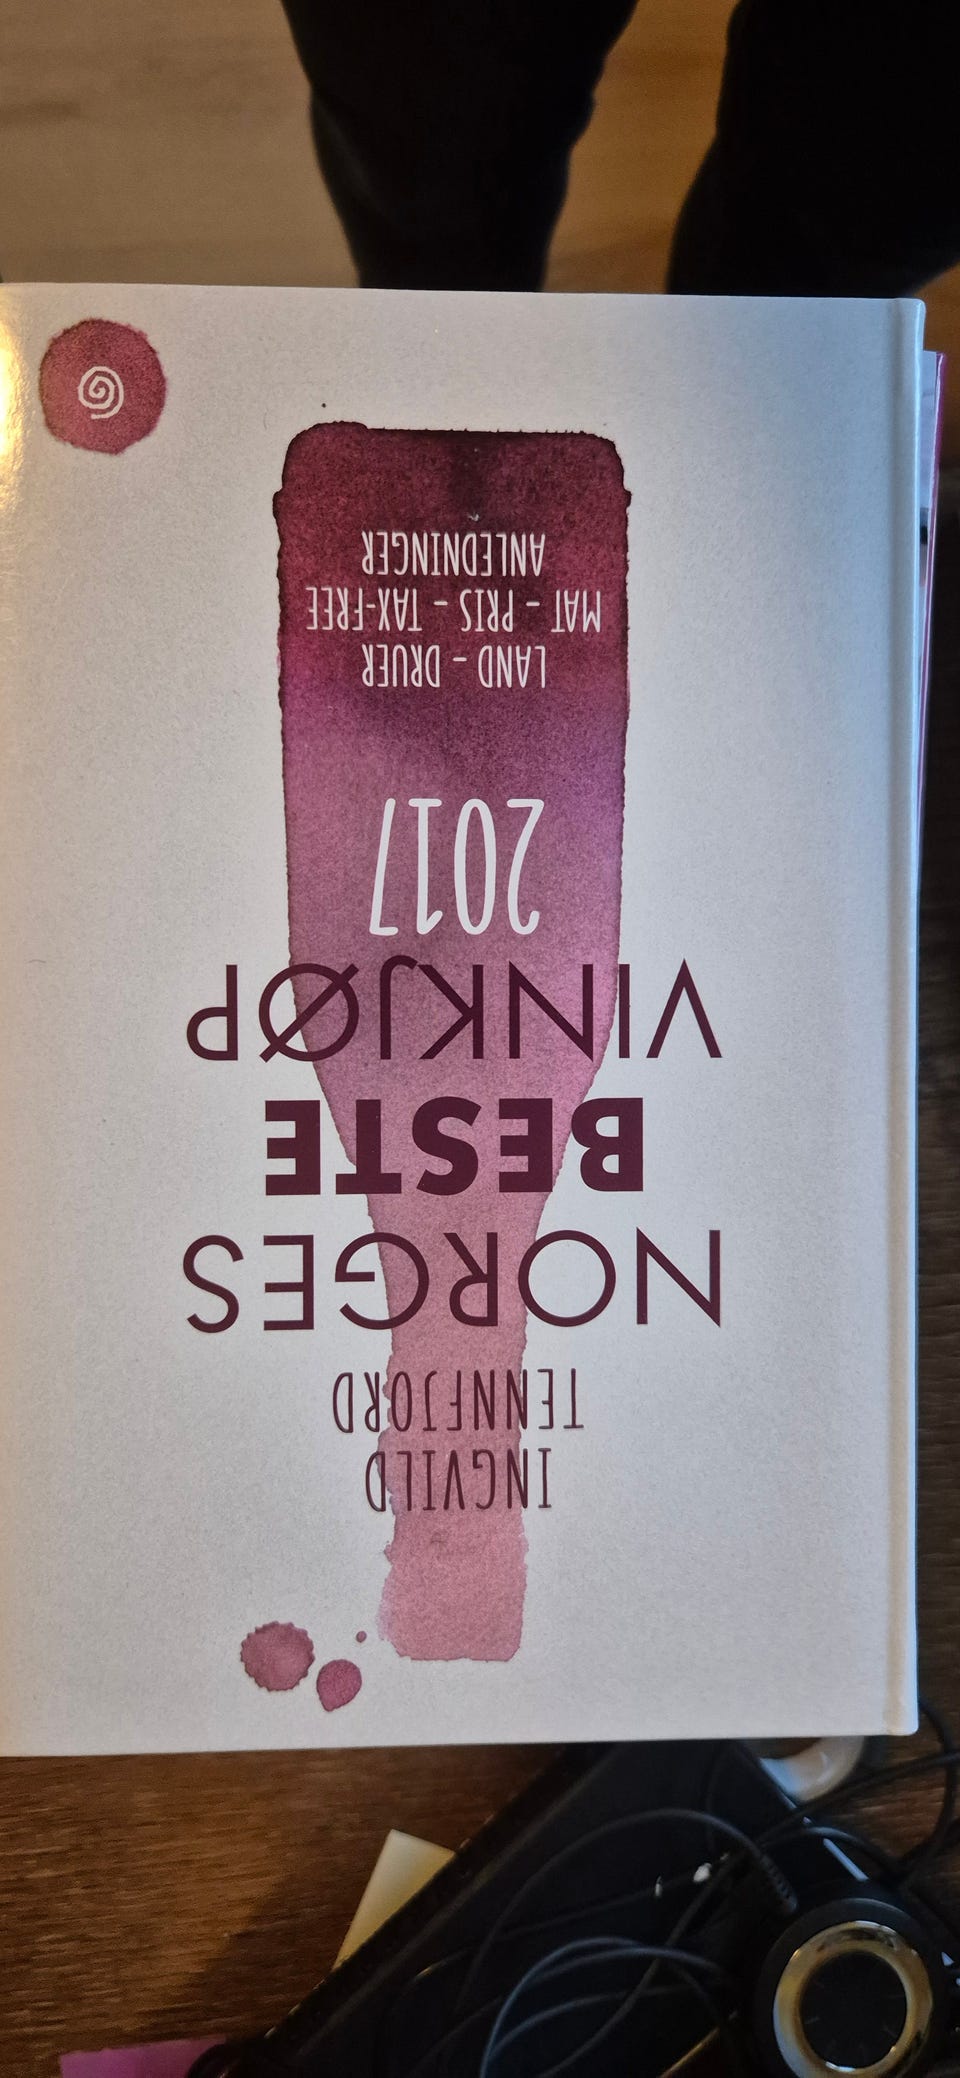 INGVILD
TENNFJORD
NORGES
BESTE
VINKJØP
2017
LAND – DRUER
MAT – PRIS – TAX-FREE
ANLEDNINGER